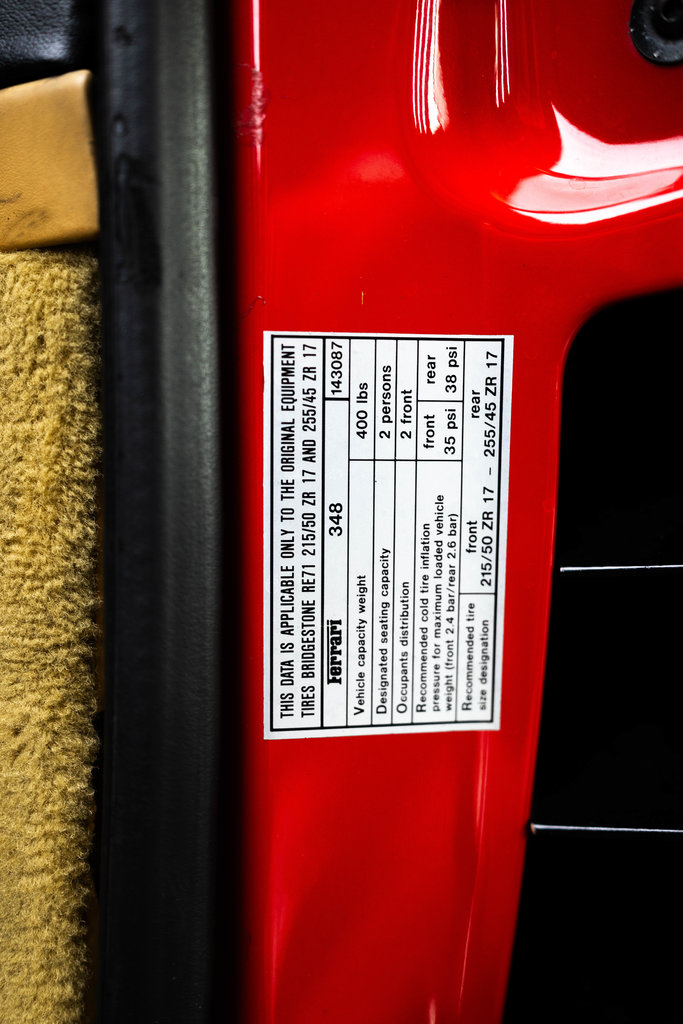 THIS DATA IS APPLICABLE ONLY TO THE ORIGINAL EQUIPMENT
TIRES BRIDGESTONE RE71 215/50 ZR 17 AND 255/45 ZR 17
Ferrari 348 143087
Vehicle capacity weight 400 lbs
Designated seating capacity 2 persons
Occupants distribution 2 front
Recommended cold tire inflation front rear
pressure for maximum loaded vehicle 35 psi 38 psi
weight (front 2.4 bar/rear 2.6 bar)
Recommended tire front rear
size designation 215/50 ZR 17 - 255/45 ZR 17